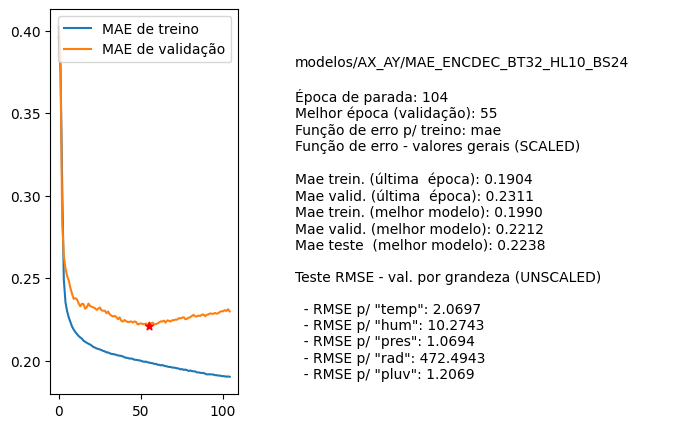 MAE de treino
MAE de validação
0.40
0.35
0.30
0.25
0.20
0
50
100
modelos/AX_AY/MAE_ENCDEC_BT32_HL10_BS24
Época de parada: 104
Melhor época (validação): 55
Função de erro p/ treino: mae
Função de erro - valores gerais (SCALED)
Mae trein. (última  época): 0.1904
Mae valid. (última  época): 0.2311
Mae trein. (melhor modelo): 0.1990
Mae valid. (melhor modelo): 0.2212
Mae teste  (melhor modelo): 0.2238
Teste RMSE - val. por grandeza (UNSCALED)
- RMSE p/ "temp": 2.0697
- RMSE p/ "hum": 10.2743
- RMSE p/ "pres": 1.0694
- RMSE p/ "rad": 472.4943
- RMSE p/ "pluv": 1.2069